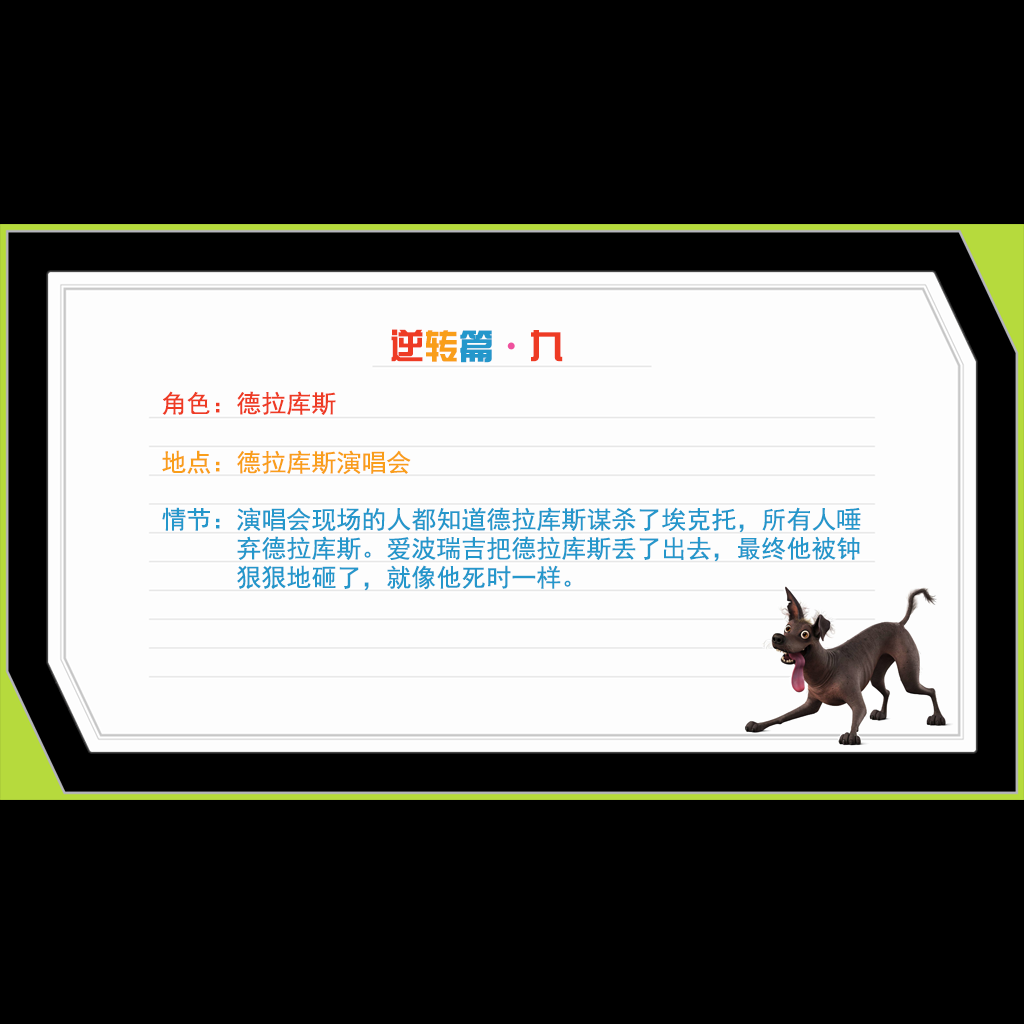 逆转篇·九
角色：德拉库斯
地点：德拉库斯演唱会
情节：演唱会现场的人都知道德拉库斯谋杀了埃克托，所有人唾
弃德拉库斯。爱波瑞吉把德拉库斯丢了出去，最终他被钟
狠狠地砸了，就像他死时一样。